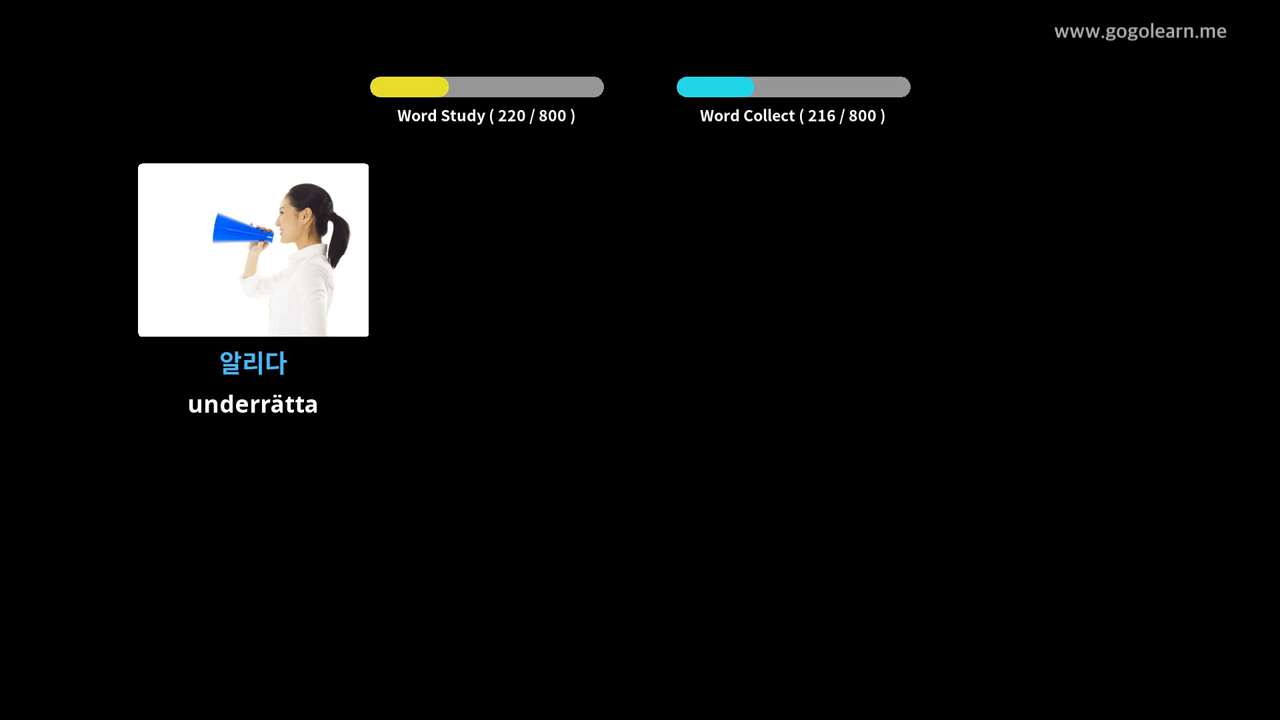 www.gogolearn.me
Word Study ( 220 / 800 )
Word Collect ( 216 / 800 )
알리다
underrätta